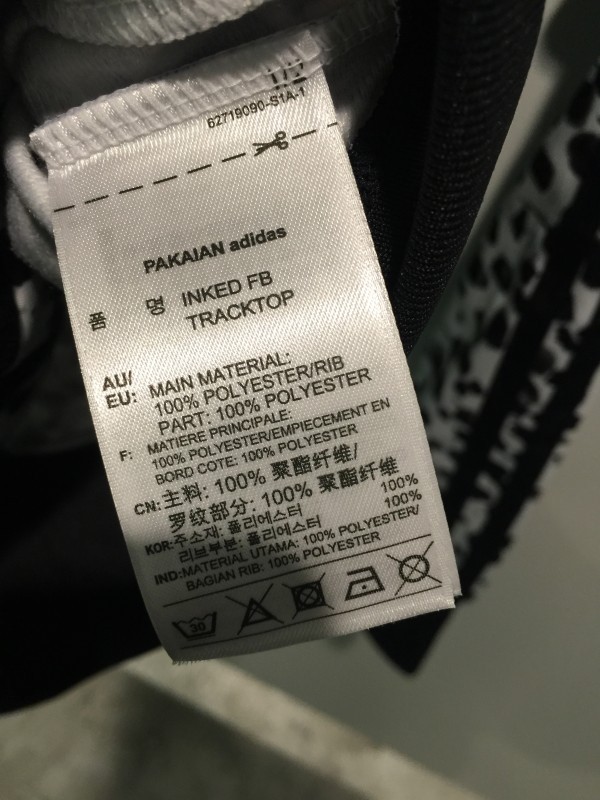 1/2
62719090-S1A-1
PAKAIAN adidas
품 명 INKED FB
TRACKTOP
AU/
EU: MAIN MATERIAL:
100% POLYESTER/RIB
PART: 100% POLYESTER
F: MATIERE PRINCIPALE:
100% POLYESTER/EMPIECEMENT EN
BORD COTE: 100% POLYESTER
CN: 主料: 100% 聚酯纤维/
罗纹部分: 100% 聚酯纤维
KOR: 주소재: 폴리에스터 100%
리브부분: 폴리에스터 100%
IND: MATERIAL UTAMA: 100% POLYESTER/
BAGIAN RIB: 100% POLYESTER
30